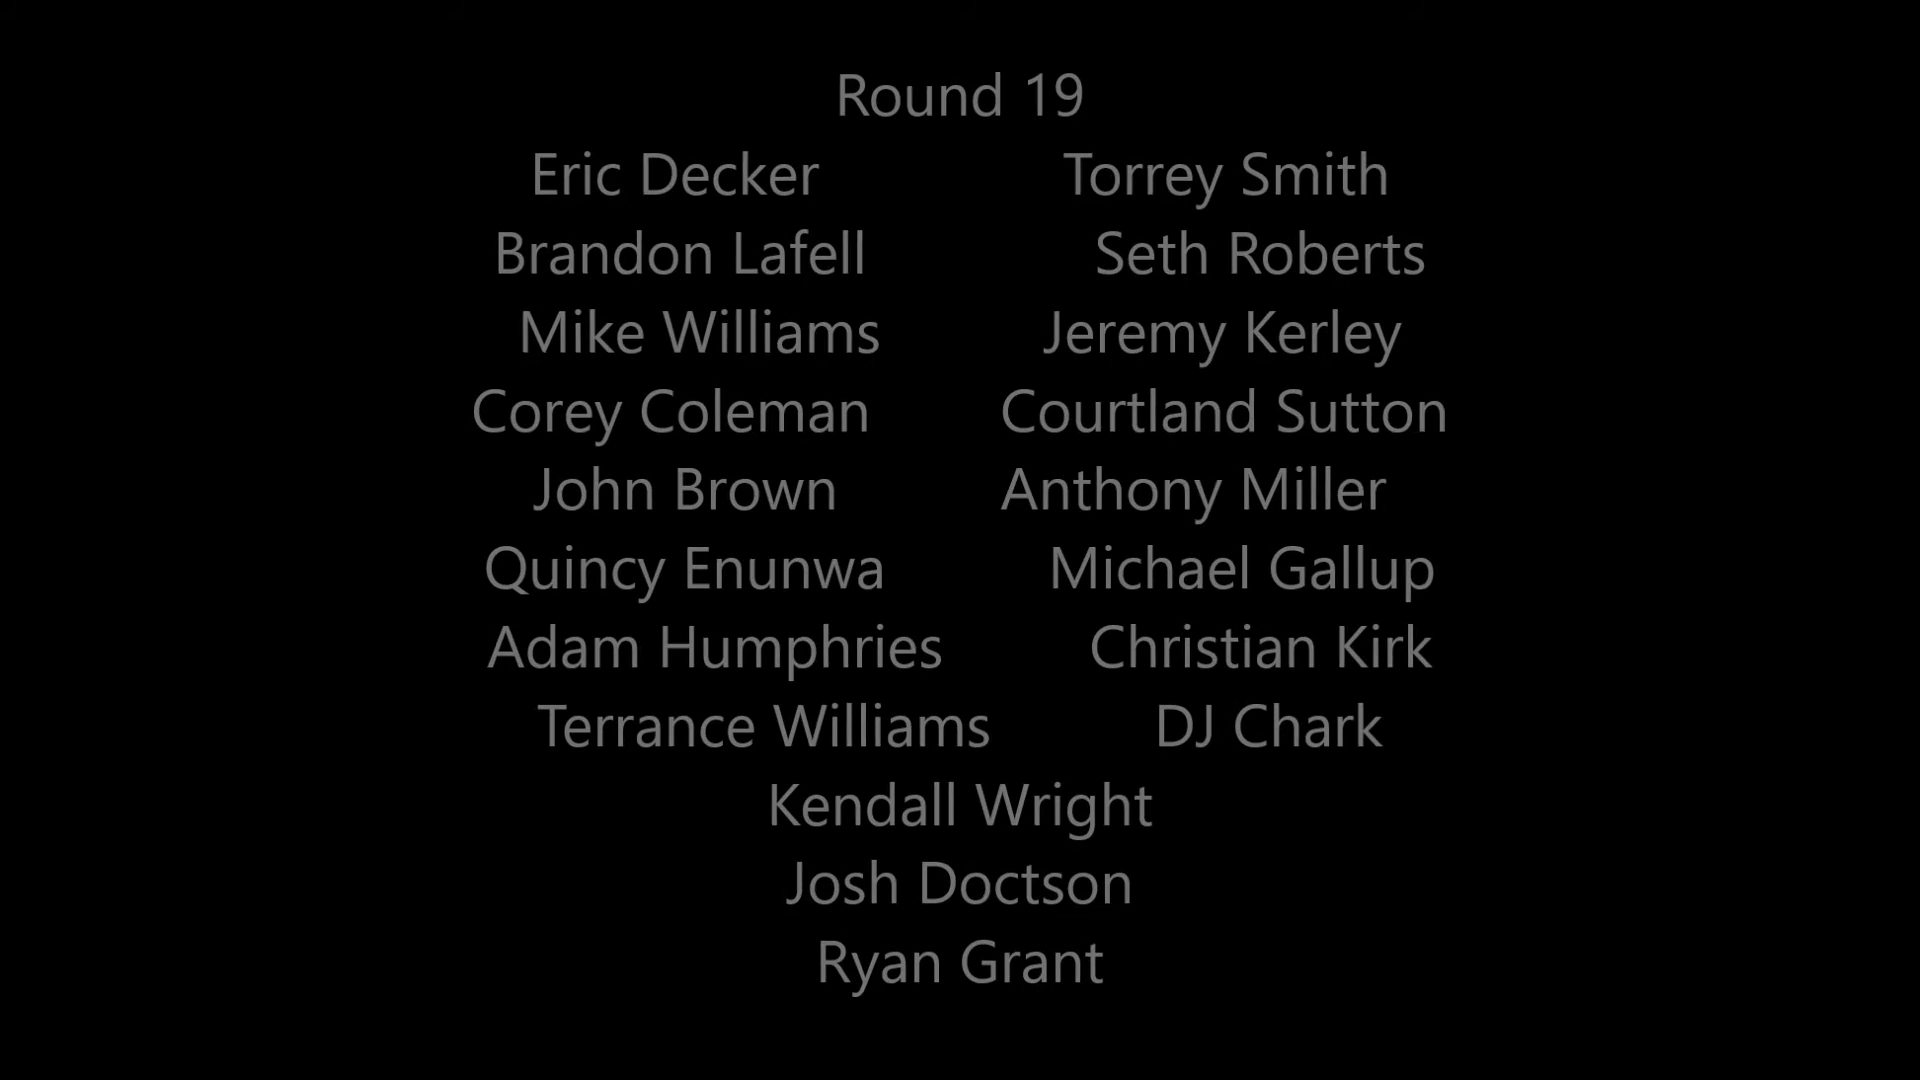 Round 19
Eric Decker Torrey Smith
Brandon Lafell Seth Roberts
Mike Williams Jeremy Kerley
Corey Coleman Courtland Sutton
John Brown Anthony Miller
Quincy Enunwa Michael Gallup
Adam Humphries Christian Kirk
Terrance Williams DJ Chark
Kendall Wright
Josh Doctson
Ryan Grant